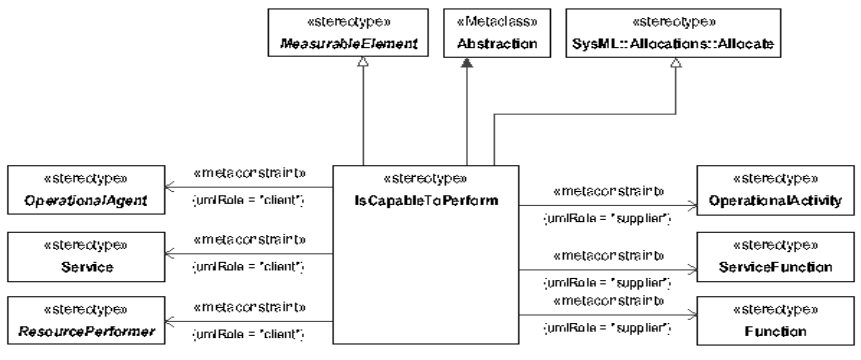 «stereotype»
MeasurableElement
«Metaclass»
Abstraction
«stereotype»
SysML::Allocations::Allocate
«stereotype»
OperationalAgent
«metaconstraint»
{umlRole = "client"}
«stereotype»
IsCapableToPerform
«metaconstraint»
{umlRole = "supplier"}
«stereotype»
OperationalActivity
«stereotype»
Service
«metaconstraint»
{umlRole = "client"}
«metaconstraint»
{umlRole = "supplier"}
«stereotype»
ServiceFunction
«stereotype»
ResourcePerformer
«metaconstraint»
{umlRole = "client"}
«metaconstraint»
{umlRole = "supplier"}
«stereotype»
Function